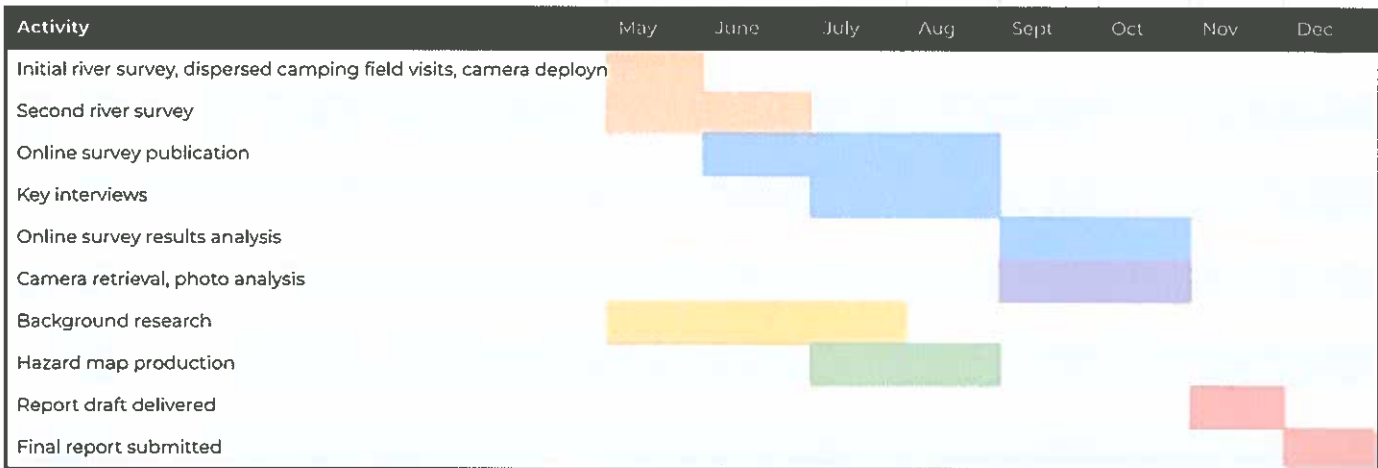 Activity May June July Aug Sept Oct Nov Dec
Initial river survey, dispersed camping field visits, camera deployn
Second river survey
Online survey publication
Key interviews
Online survey results analysis
Camera retrieval, photo analysis
Background research
Hazard map production
Report draft delivered
Final report submitted